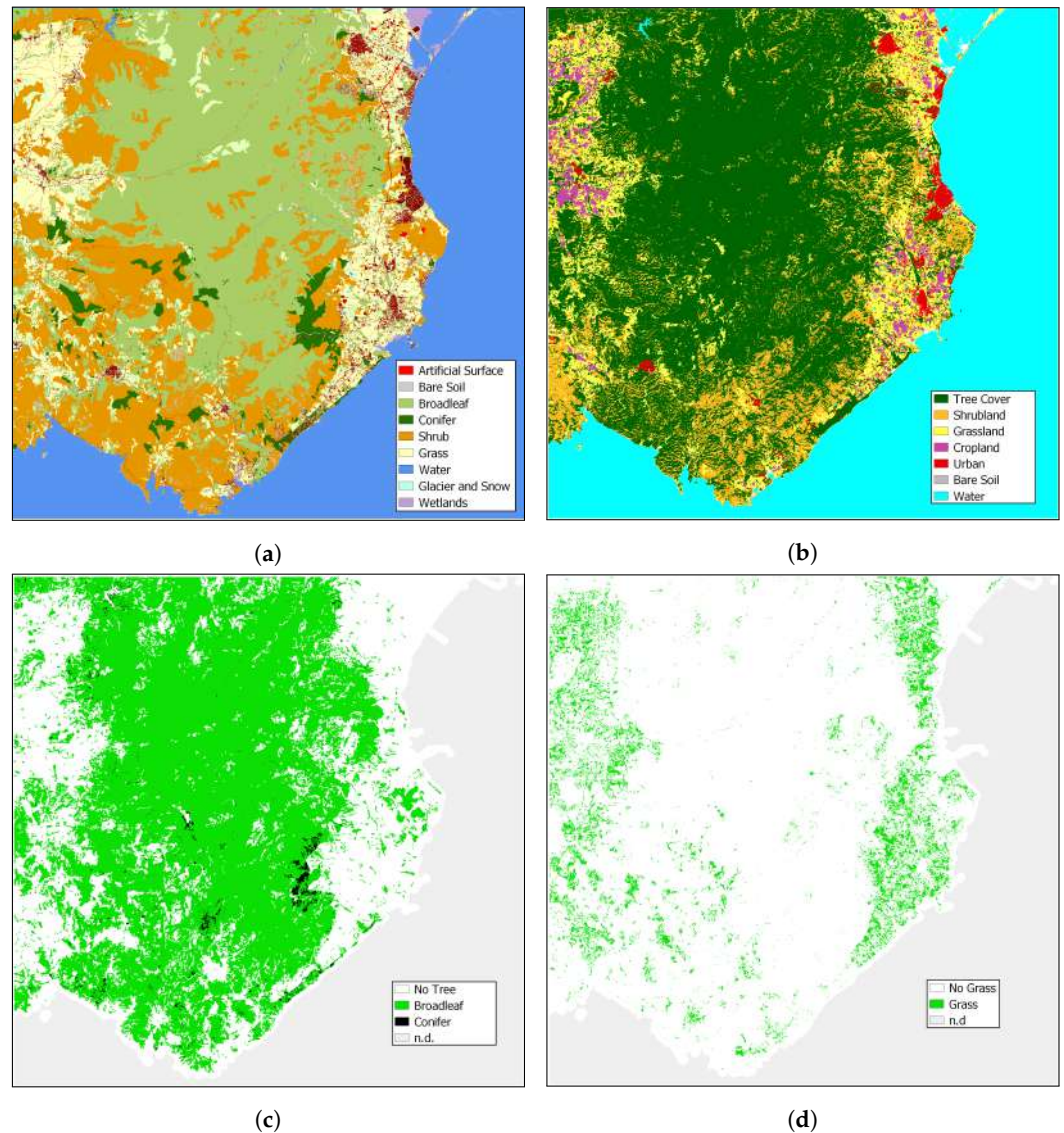 Artificial Surface
Bare Soil
Broadleaf
Conifer
Shrub
Grass
Water
Glacier and Snow
Wetlands
(a)
Tree Cover
Shrubland
Grassland
Cropland
Urban
Bare Soil
Water
(b)
No Tree
Broadleaf
Conifer
n.d.
(c)
No Grass
Grass
n.d
(d)